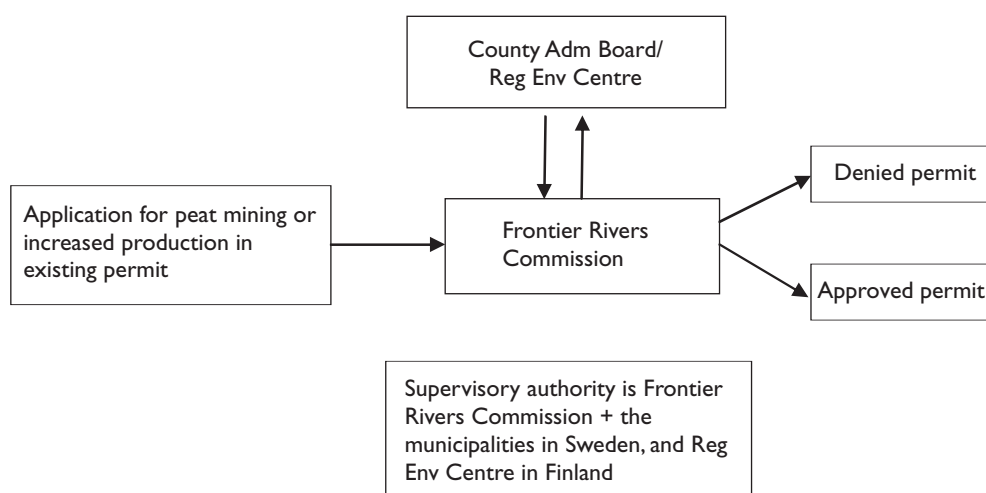 County Adm Board/
Reg Env Centre
Denied permit
Application for peat mining or
increased production in
existing permit
Frontier Rivers
Commission
Approved permit
Supervisory authority is Frontier
Rivers Commission + the
municipalities in Sweden, and Reg
Env Centre in Finland